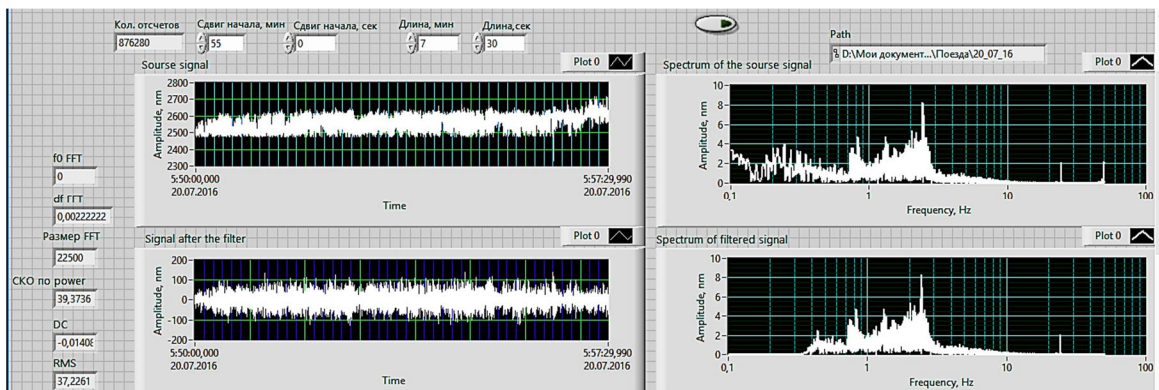 Кол. отсчетов
876280
Сдвиг начала, мин
55
Сдвиг начала, сек
0
Длина, мин
7
Длина,сек
30
Path
D:\Мои документ...\Поезда\20_07_16
Sourse signal
Plot 0
2800-
2700-
2600-
2500-
2400-
2300-
Amplitude, nm
5:50:00,000
20.07.2016
5:57:29,990
20.07.2016
Time
Spectrum of the sourse signal
Plot 0
10-
8-
6-
4-
2-
0-
Amplitude, nm
0,1
1
10
100
Frequency, Hz
f0 FFT
0
df ГГТ
0,00222222
Размер FFT
22500
СКО по power
39,3736
DC
-0,01408
RMS
37,2261
Signal after the filter
Plot 0
200-
100-
0-
-100-
-200-
Amplitude, nm
5:50:00,000
20.07.2016
5:57:29,990
20.07.2016
Time
Spectrum of filtered signal
Plot 0
10-
8-
6-
4-
2-
0-
Amplitude, nm
0,1
1
10
100
Frequency, Hz